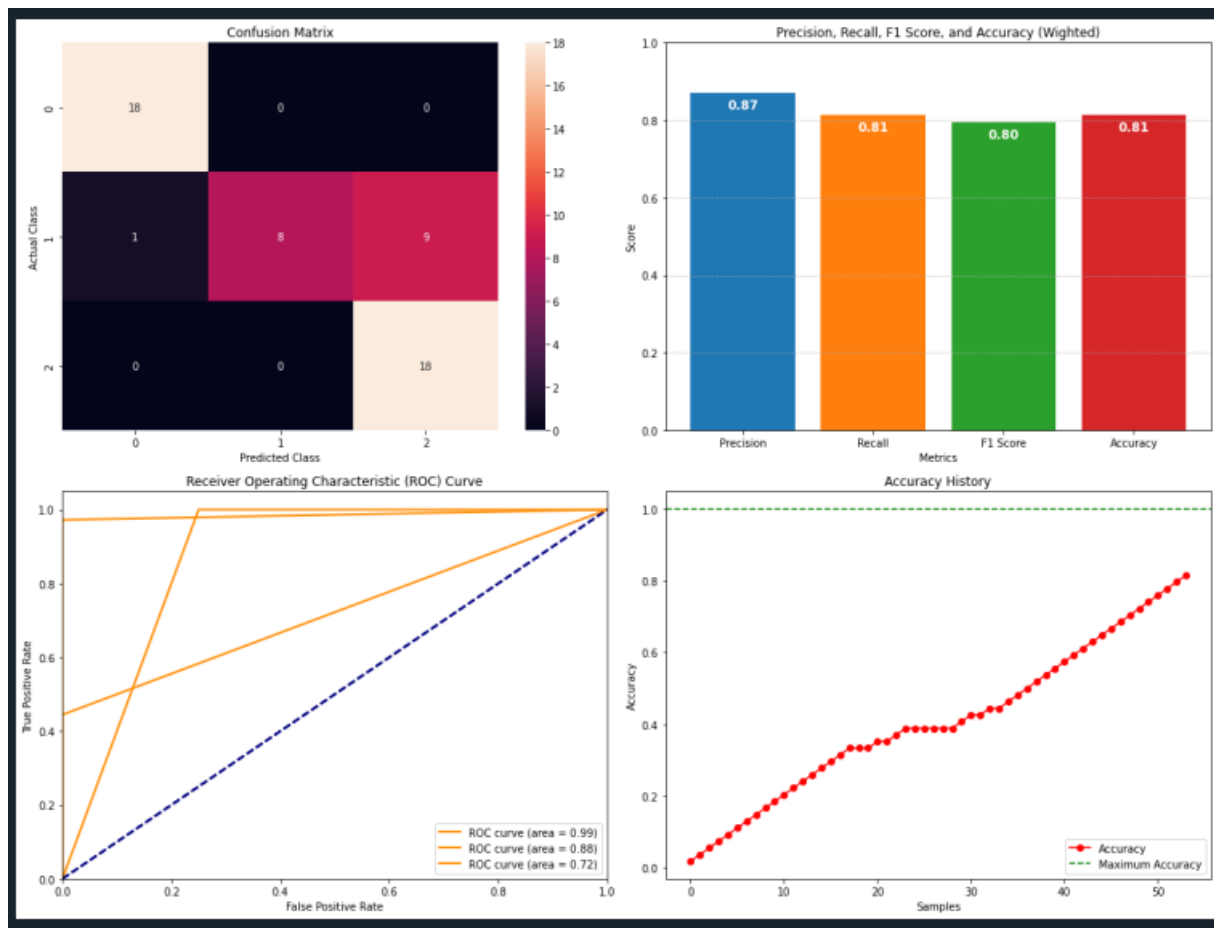 Confusion Matrix
18
0
0
1
8
9
0
0
18
0
1
2
Actual Class
0
1
2
Predicted Class
18
16
14
12
10
8
6
4
2
0
Precision, Recall, F1 Score, and Accuracy (Wighted)
1.0
0.8
0.6
0.4
0.2
0.0
Score
0.87
0.81
0.80
0.81
Precision
Recall
F1 Score
Accuracy
Metrics
Receiver Operating Characteristic (ROC) Curve
1.0
0.8
0.6
0.4
0.2
0.0
True Positive Rate
ROC curve (area = 0.99)
ROC curve (area = 0.88)
ROC curve (area = 0.72)
0.0
0.2
0.4
0.6
0.8
1.0
False Positive Rate
Accuracy History
1.0
0.8
0.6
0.4
0.2
0.0
Accuracy
Accuracy
Maximum Accuracy
0
10
20
30
40
50
Samples